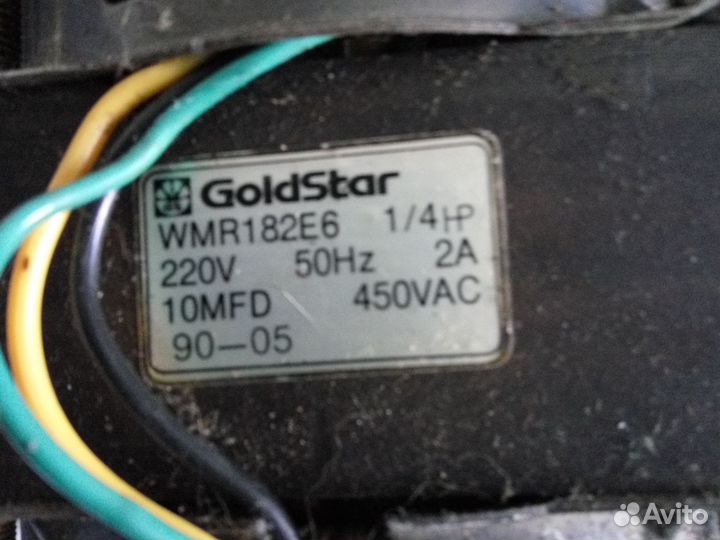 GoldStar
WMR182E6 1/4HP
220V 50Hz 2A
10MFD 450VAC
90-05
Avito